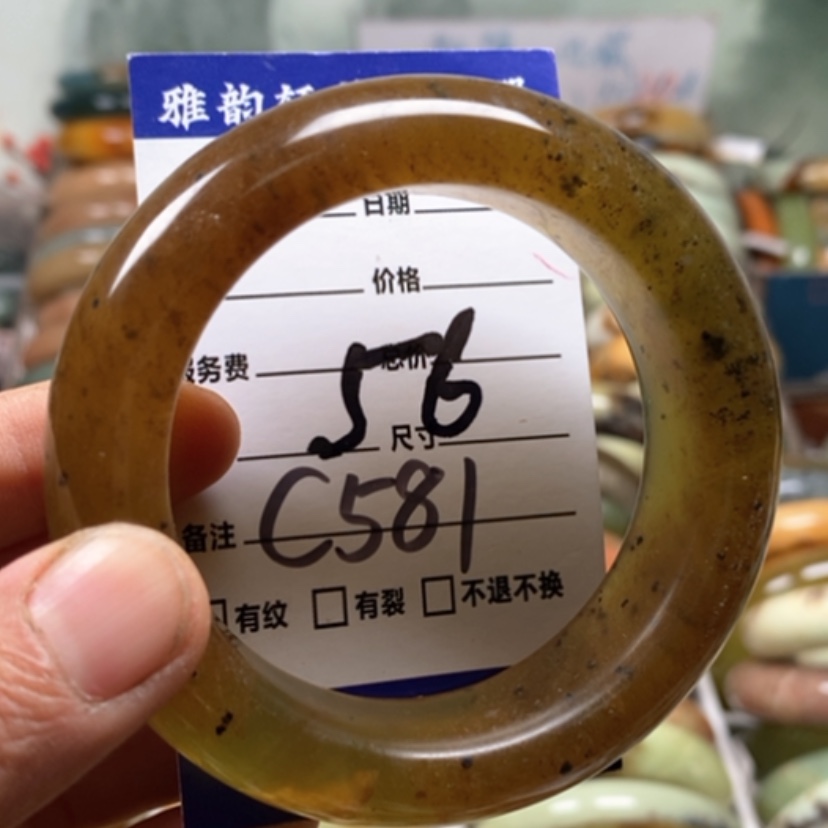 雅韵轩
日期
价格
服务费 总价
56
尺寸
备注 C581
有纹 有裂 不退不换